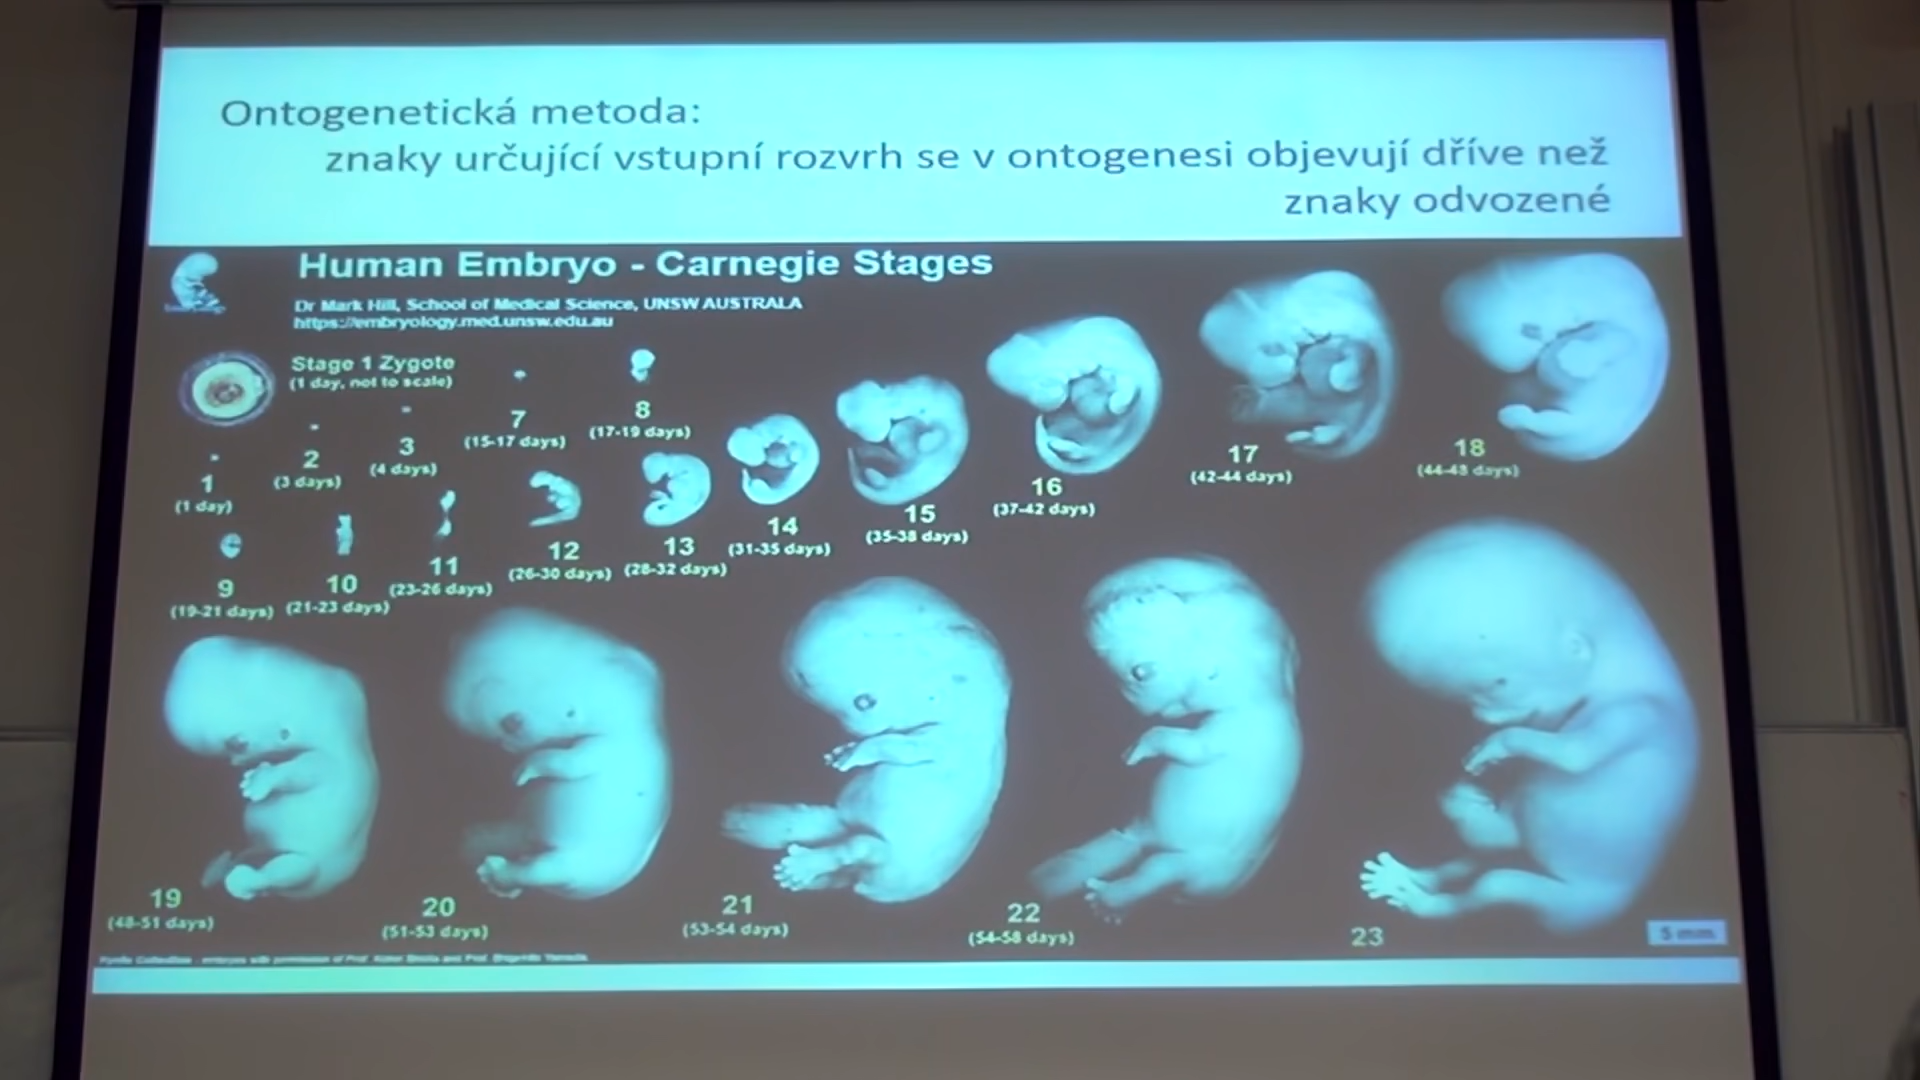 Ontogenetická metoda:
znaky určující vstupní rozvrh se v ontogenesi objevují dříve než
znaky odvozené
Human Embryo - Carnegie Stages
Dr Mark Hill, School of Medical Science, UNSW AUSTRALA
https://embryology.med.unsw.edu.au
Stage 1 Zygote
(1 day, not to scale)
1
(1 day)
2
(3 days)
3
(4 days)
7
(15-17 days)
8
(17-19 days)
9
(19-21 days)
10
(21-23 days)
11
(23-26 days)
12
(26-30 days)
13
(28-32 days)
14
(31-35 days)
15
(35-38 days)
16
(37-42 days)
17
(42-44 days)
18
(44-48 days)
19
(48-51 days)
20
(51-53 days)
21
(53-54 days)
22
(54-58 days)
23
5 mm